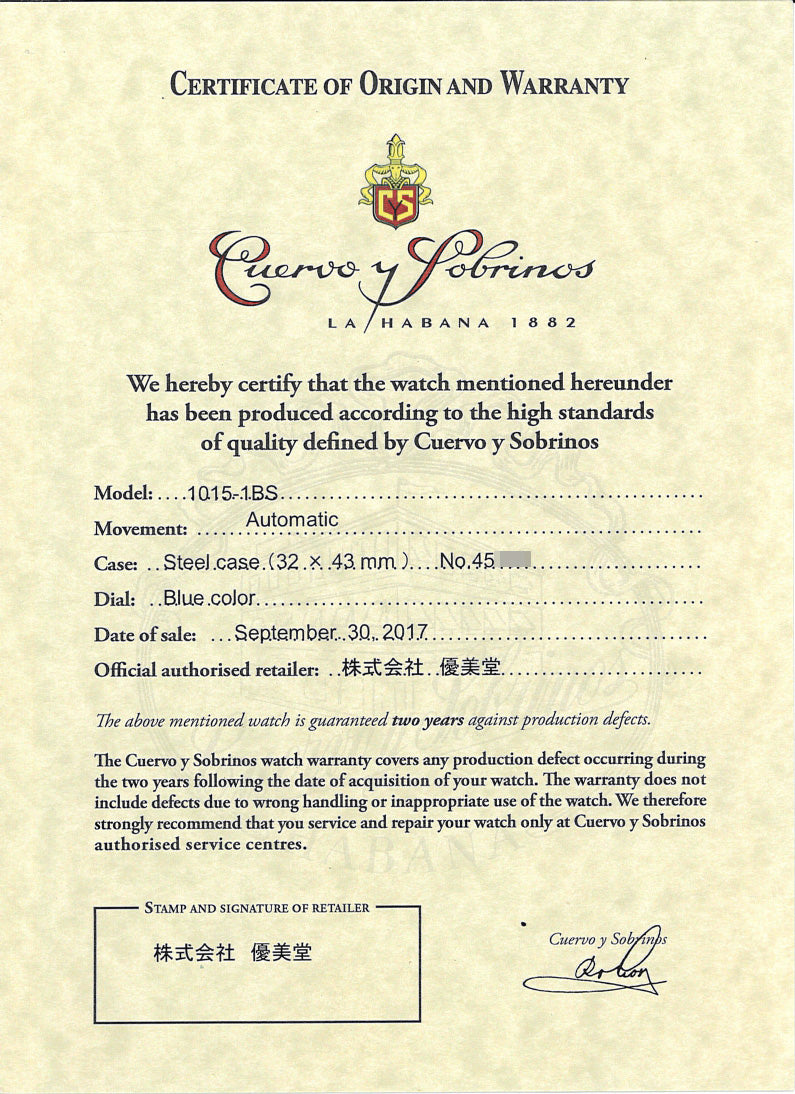 CERTIFICATE OF ORIGIN AND WARRANTY
CYS
Cuervo y Sobrinos
LA HABANA 1882
We hereby certify that the watch mentioned hereunder
has been produced according to the high standards
of quality defined by Cuervo y Sobrinos
Model: ....1015-1BS
Movement: ...... Automatic
Case: ..Steel.case.(32.×.43 mm.)....No.45
Dial: ..Blue.color
Date of sale: ...September..30,.2017
Official authorised retailer: ..株式会社..優美堂
The above mentioned watch is guaranteed two years against production defects.
The Cuervo y Sobrinos watch warranty covers any production defect occurring during
the two years following the date of acquisition of your watch. The warranty does not
include defects due to wrong handling or inappropriate use of the watch. We therefore
strongly recommend that you service and repair your watch only at Cuervo y Sobrinos
authorised service centres.
STAMP AND SIGNATURE OF RETAILER
株式会社 優美堂
Cuervo y Sobrinos